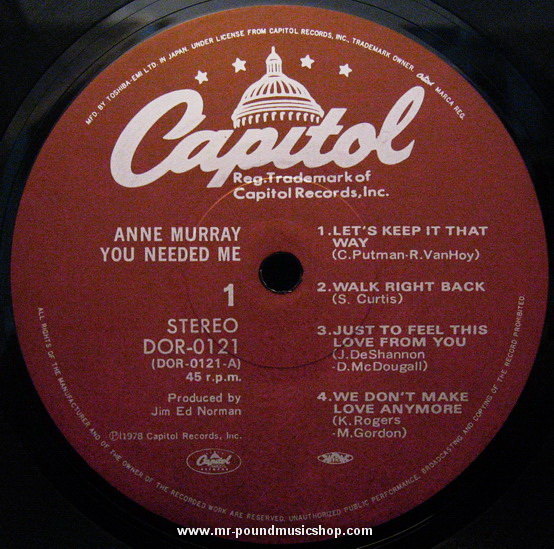 MFD. BY TOSHIBA-EMI LTD. IN JAPAN. UNDER LICENSE FROM CAPITOL RECORDS, INC., TRADEMARK OWNER. Capitol MARCA REG.
Capitol
Reg.Trademark of
Capitol Records,Inc.
ANNE MURRAY
YOU NEEDED ME
1
STEREO
DOR-0121
(DOR-0121-A)
45 r.p.m.
Produced by
Jim Ed Norman
Ⓟ1978 Capitol Records, Inc.
1.LET'S KEEP IT THAT
WAY
(C.Putman-R.VanHoy)
2.WALK RIGHT BACK
(S. Curtis)
3.JUST TO FEEL THIS
LOVE FROM YOU
(J.DeShannon
-D.McDougall)
4.WE DON'T MAKE
LOVE ANYMORE
(K.Rogers
-M.Gordon)
Capitol
ALL RIGHTS OF THE MANUFACTURER AND OF THE OWNER OF THE RECORDED WORK ARE RESERVED. UNAUTHORIZED PUBLIC PERFORMANCE, BROADCASTING AND COPYING OF THE RECORD PROHIBITED.
www.mr-poundmusicshop.com